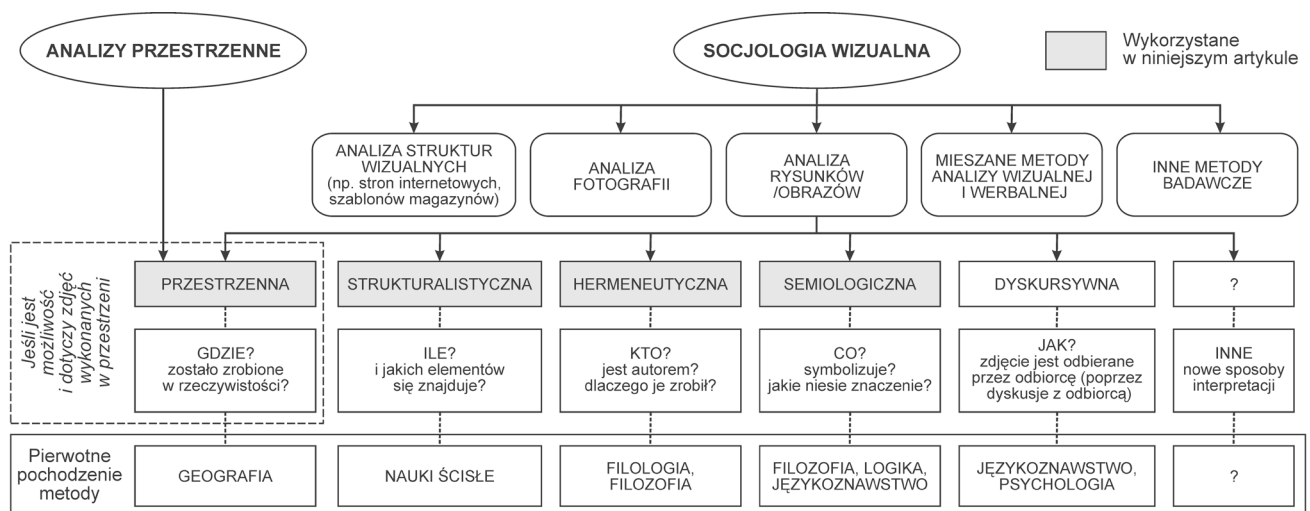 ANALIZY PRZESTRZENNE
SOCJOLOGIA WIZUALNA
Wykorzystane
w niniejszym artykule
ANALIZA STRUKTUR
WIZUALNYCH
(np. stron internetowych,
szablonów magazynów)
ANALIZA
FOTOGRAFII
ANALIZA
RYSUNKÓW
/OBRAZÓW
MIESZANE METODY
ANALIZY WIZUALNEJ
I WERBALNEJ
INNE METODY
BADAWCZE
Jeśli jest
możliwość
i dotyczy zdjęć
wykonanych
w przestrzeni
PRZESTRZENNA
STRUKTURALISTYCZNA
HERMENEUTYCZNA
SEMIOLOGICZNA
DYSKURSYWNA
?
GDZIE?
zostało zrobione
w rzeczywistości?
ILE?
i jakich elementów
się znajduje?
KTO?
jest autorem?
dlaczego je zrobił?
CO?
symbolizuje?
jakie niesie znaczenie?
JAK?
zdjęcie jest odbierane
przez odbiorcę (poprzez
dyskusje z odbiorcą)
INNE
nowe sposoby
interpretacji
Pierwotne
pochodzenie
metody
GEOGRAFIA
NAUKI ŚCISŁE
FILOLOGIA,
FILOZOFIA
FILOZOFIA, LOGIKA,
JĘZYKOZNAWSTWO
JĘZYKOZNAWSTWO,
PSYCHOLOGIA
?